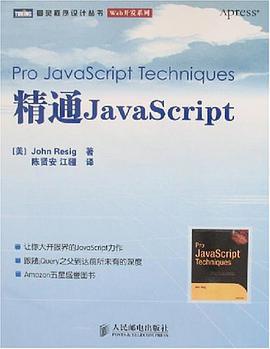 TURING
图灵程序设计丛书
Web开发系列
Apress®
Pro JavaScript Techniques
精通JavaScript
[美] John Resig 著
陈贤安 江疆 译
让你大开眼界的JavaScript力作
跟随jQuery之父到达前所未有的深度
Amazon五星盛誉图书
Pro
JavaScript
Techniques
人民邮电出版社